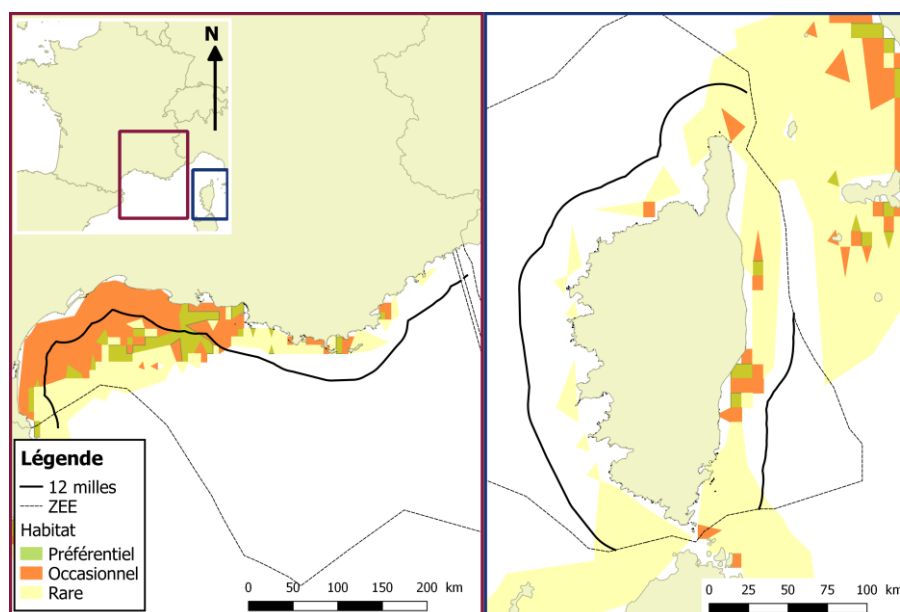 N
Légende
12 milles
ZEE
Habitat
Préférentiel
Occasionnel
Rare
0 50 100 150 200 km
0 25 50 75 100 km